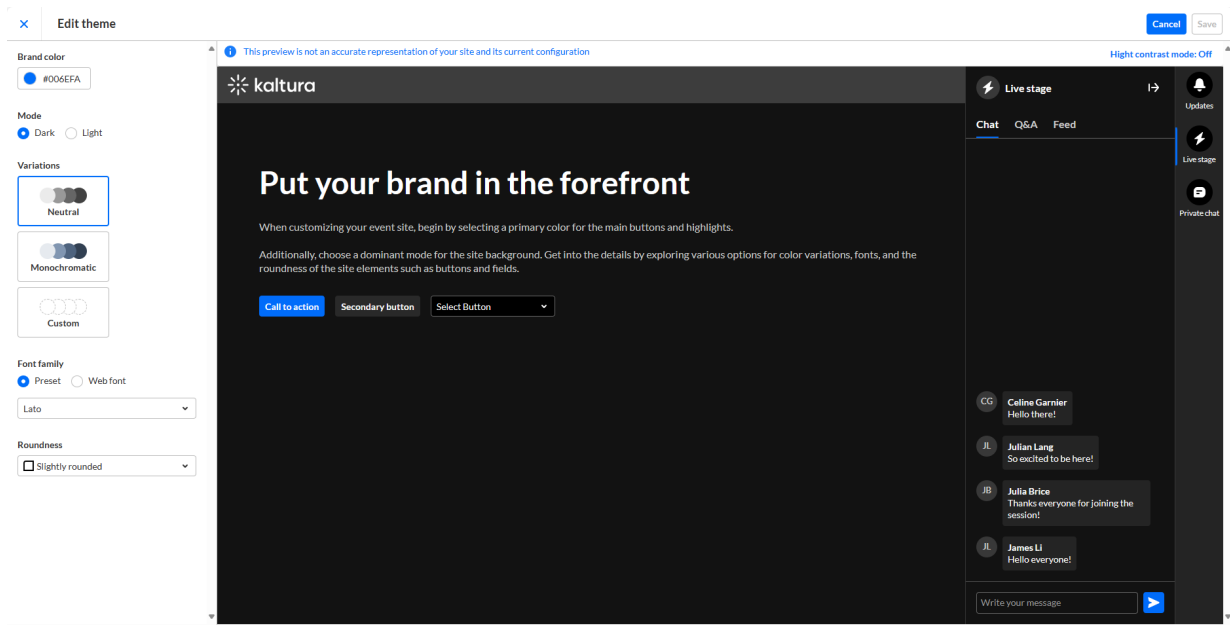 Edit theme
Cancel
Save
Brand color
#006EFA
Mode
Dark
Light
Variations
Neutral
Monochromatic
Custom
Font family
Preset
Web font
Lato
Roundness
Slightly rounded
This preview is not an accurate representation of your site and its current configuration
Hight contrast mode: Off
kaltura
Put your brand in the forefront
When customizing your event site, begin by selecting a primary color for the main buttons and highlights.
Additionally, choose a dominant mode for the site background. Get into the details by exploring various options for color variations, fonts, and the
roundness of the site elements such as buttons and fields.
Call to action
Secondary button
Select Button
Live stage
Chat
Q&A
Feed
CG
Celine Garnier
Hello there!
JL
Julian Lang
So excited to be here!
JB
Julia Brice
Thanks everyone for joining the
session!
JL
James Li
Hello everyone!
Write your message
Updates
Live stage
Private chat